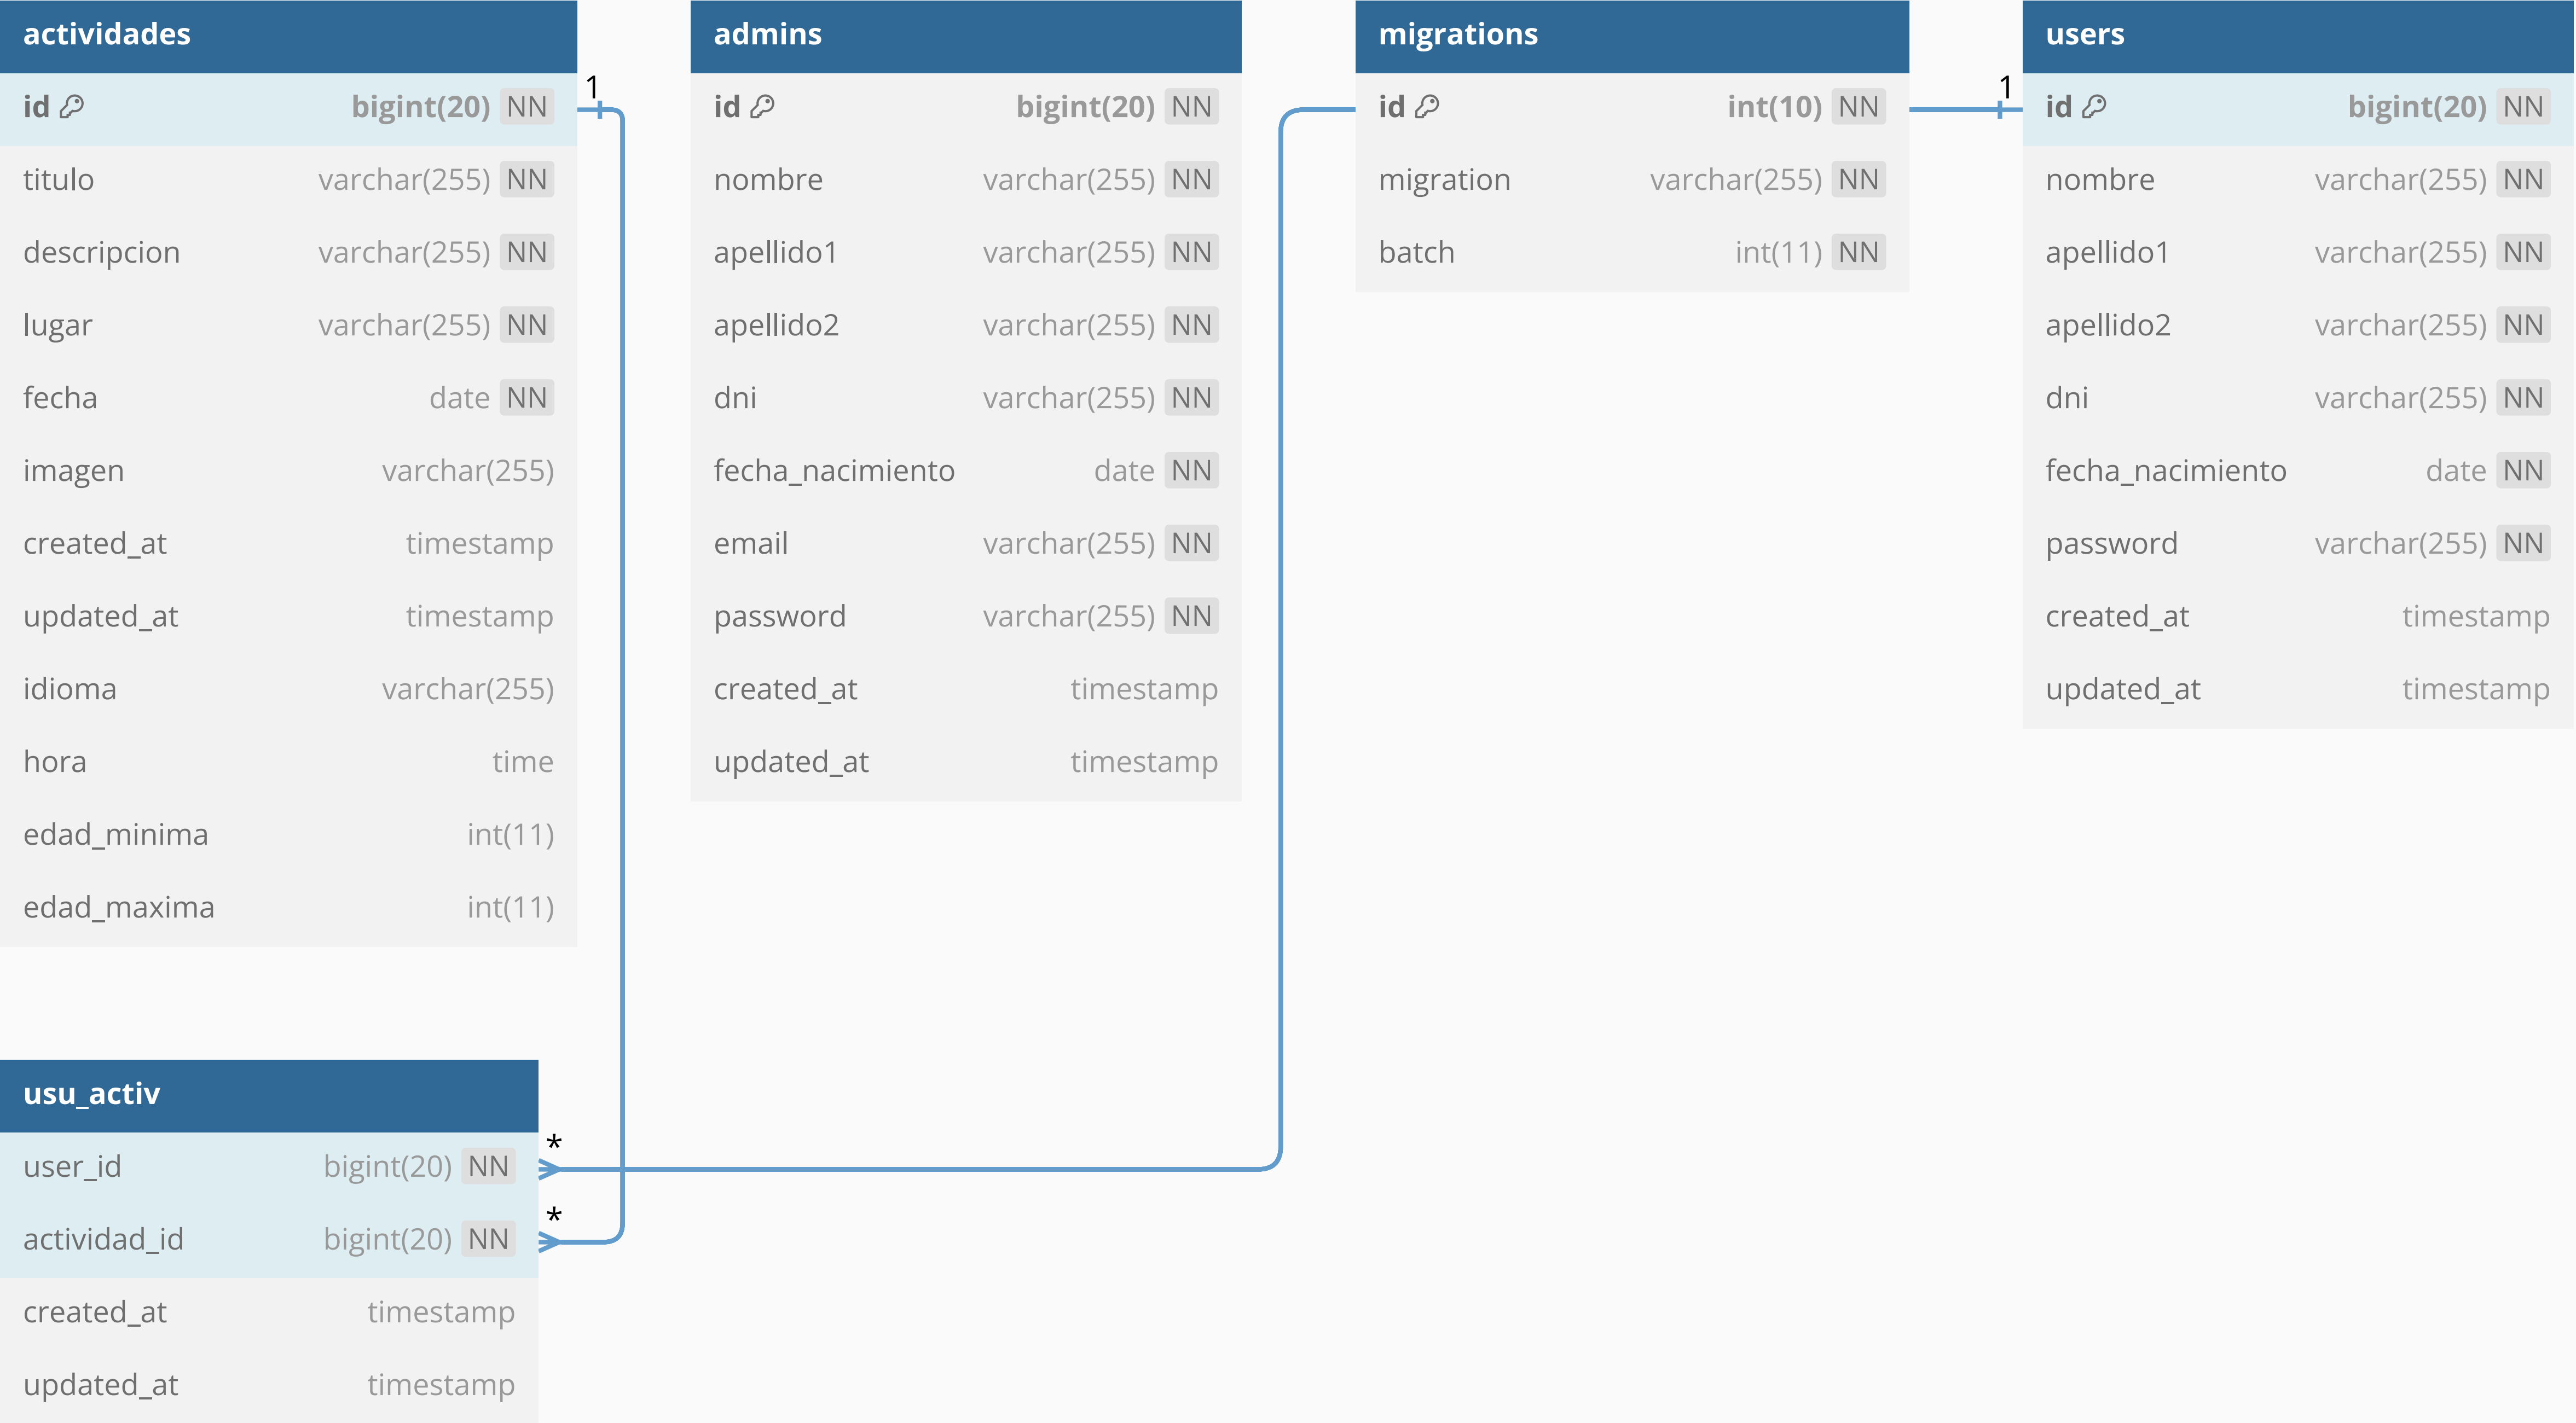 actividades
id bigint(20) NN
titulo varchar(255) NN
descripcion varchar(255) NN
lugar varchar(255) NN
fecha date NN
imagen varchar(255)
created_at timestamp
updated_at timestamp
idioma varchar(255)
hora time
edad_minima int(11)
edad_maxima int(11)
1
admins
id bigint(20) NN
nombre varchar(255) NN
apellido1 varchar(255) NN
apellido2 varchar(255) NN
dni varchar(255) NN
fecha_nacimiento date NN
email varchar(255) NN
password varchar(255) NN
created_at timestamp
updated_at timestamp
migrations
id int(10) NN
migration varchar(255) NN
batch int(11) NN
1
users
id bigint(20) NN
nombre varchar(255) NN
apellido1 varchar(255) NN
apellido2 varchar(255) NN
dni varchar(255) NN
fecha_nacimiento date NN
password varchar(255) NN
created_at timestamp
updated_at timestamp
usu_activ
user_id bigint(20) NN
*
actividad_id bigint(20) NN
*
created_at timestamp
updated_at timestamp